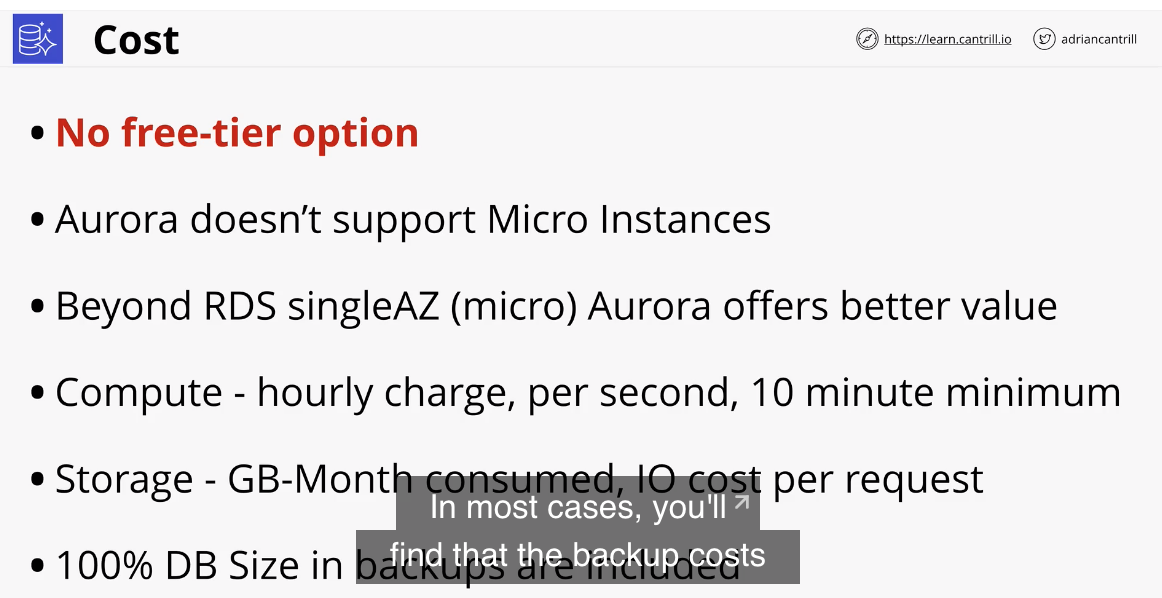 Cost
https://learn.cantrill.io
adriancantrill
• No free-tier option
• Aurora doesn't support Micro Instances
• Beyond RDS singleAZ (micro) Aurora offers better value
• Compute - hourly charge, per second, 10 minute minimum
• Storage - GB-Month consumed, IO cost per request
In most cases, you'll
find that the backup costs
• 100% DB Size in backups are included